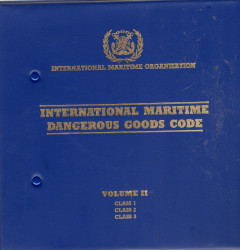 INTERNATIONAL MARITIME ORGANIZATION
INTERNATIONAL MARITIME
DANGEROUS GOODS CODE
VOLUME II
CLASS 1
CLASS 2
CLASS 3